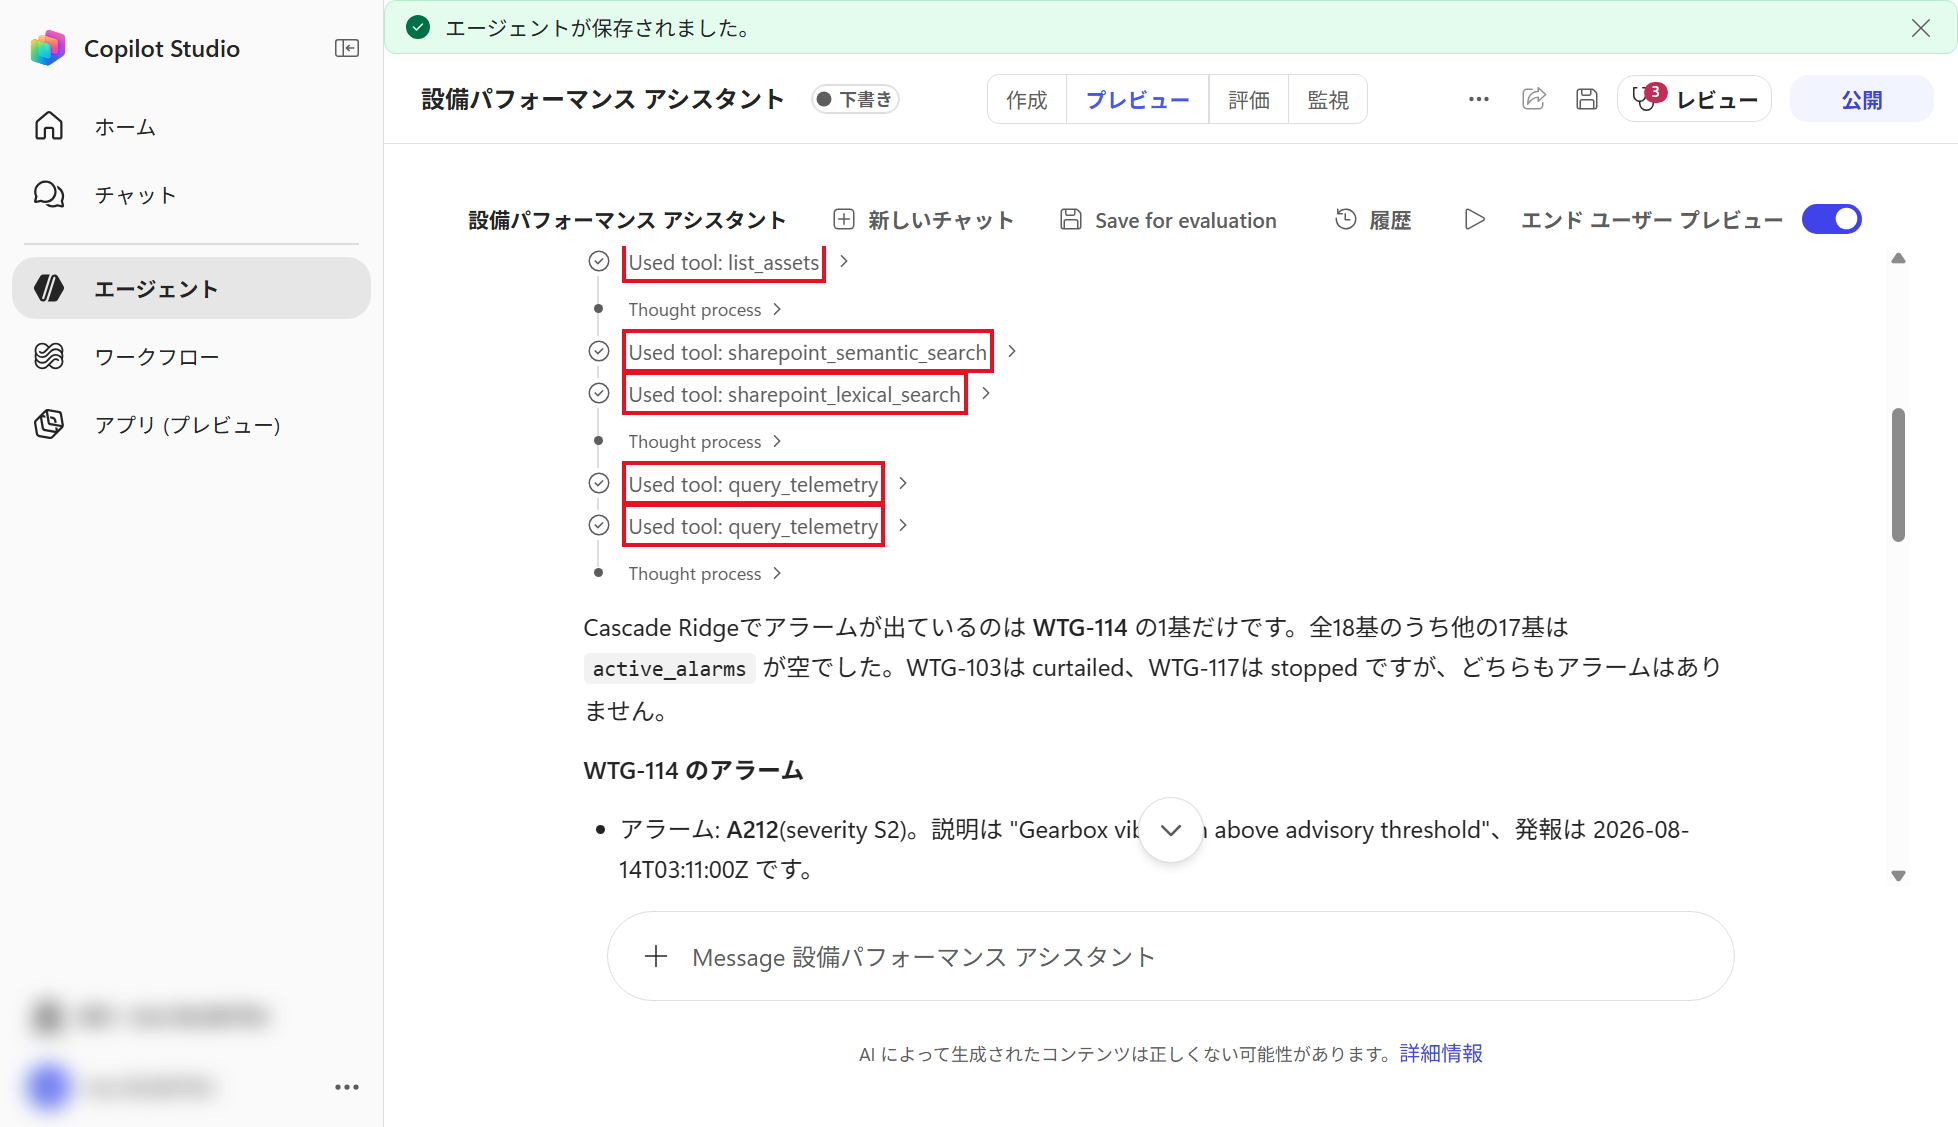 Copilot Studio
ホーム
チャット
エージェント
ワークフロー
アプリ (プレビュー)
エージェントが保存されました。
設備パフォーマンス アシスタント
下書き
作成
プレビュー
評価
監視
3
レビュー
公開
設備パフォーマンス アシスタント
新しいチャット
Save for evaluation
履歴
エンド ユーザー プレビュー
Used tool: list_assets
Thought process
Used tool: sharepoint_semantic_search
Used tool: sharepoint_lexical_search
Thought process
Used tool: query_telemetry
Used tool: query_telemetry
Thought process
Cascade Ridgeでアラームが出ているのは WTG-114 の1基だけです。全18基のうち他の17基は
active_alarms が空でした。WTG-103は curtailed、WTG-117は stopped ですが、どちらもアラームはあり
ません。
WTG-114 のアラーム
アラーム: A212(severity S2)。説明は "Gearbox above advisory threshold"、発報は 2026-08-
14T03:11:00Z です。
Message 設備パフォーマンス アシスタント
AI によって生成されたコンテンツは正しくない可能性があります。詳細情報